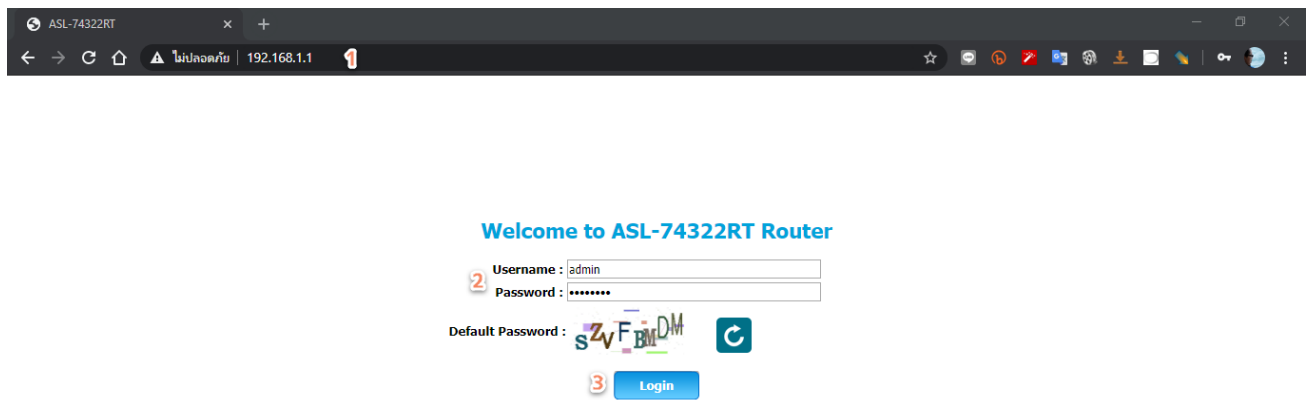 ASL-74322RT
ไม่ปลอดภัย 192.168.1.1 1
Welcome to ASL-74322RT Router
Username : admin
2
Password : ••••••••
Default Password : sZvFBMDM
3 Login